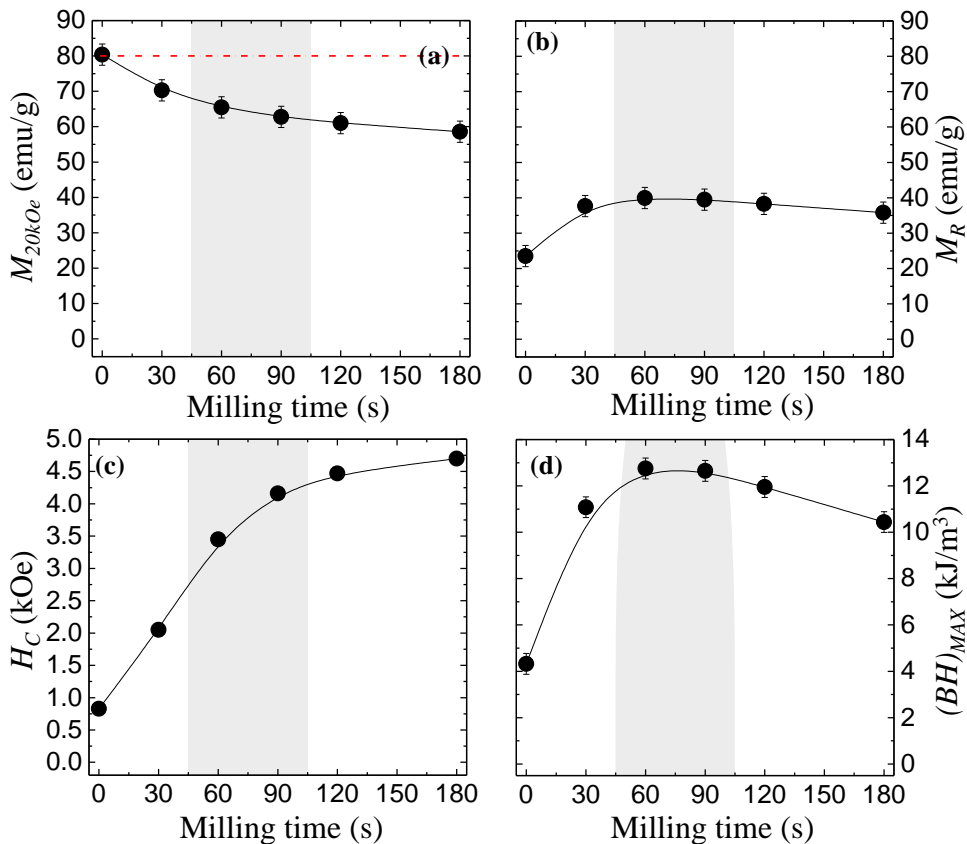 90
80
70
60
50
40
30
20
10
0
M20kOe (emu/g)
(a)
0 30 60 90 120 150 180
Milling time (s)
(b)
90
80
70
60
50
40
30
20
10
0
MR (emu/g)
0 30 60 90 120 150 180
Milling time (s)
5.0
4.5
4.0
3.5
3.0
2.5
2.0
1.5
1.0
0.5
0.0
HC (kOe)
(c)
0 30 60 90 120 150 180
Milling time (s)
(d)
14
12
10
8
6
4
2
0
(BH)MAX (kJ/m³)
0 30 60 90 120 150 180
Milling time (s)